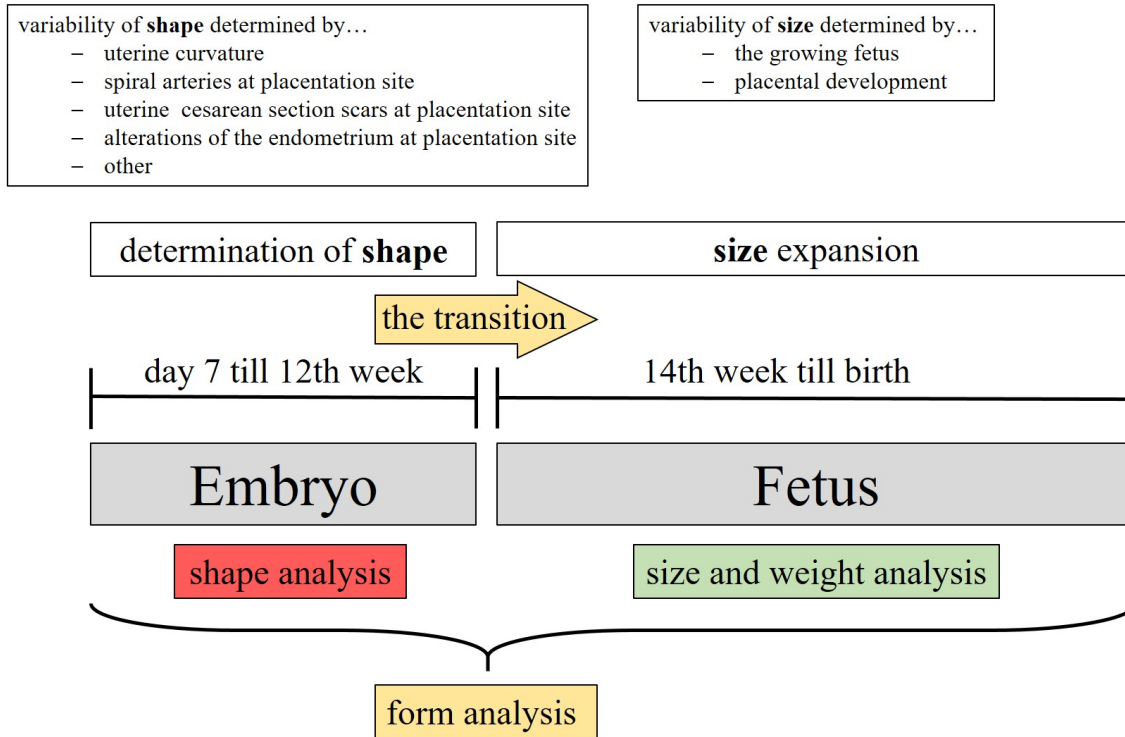 variability of shape determined by…
– uterine curvature
– spiral arteries at placentation site
– uterine cesarean section scars at placentation site
– alterations of the endometrium at placentation site
– other
variability of size determined by…
– the growing fetus
– placental development
determination of shape
size expansion
the transition
day 7 till 12th week
14th week till birth
Embryo
Fetus
shape analysis
size and weight analysis
form analysis